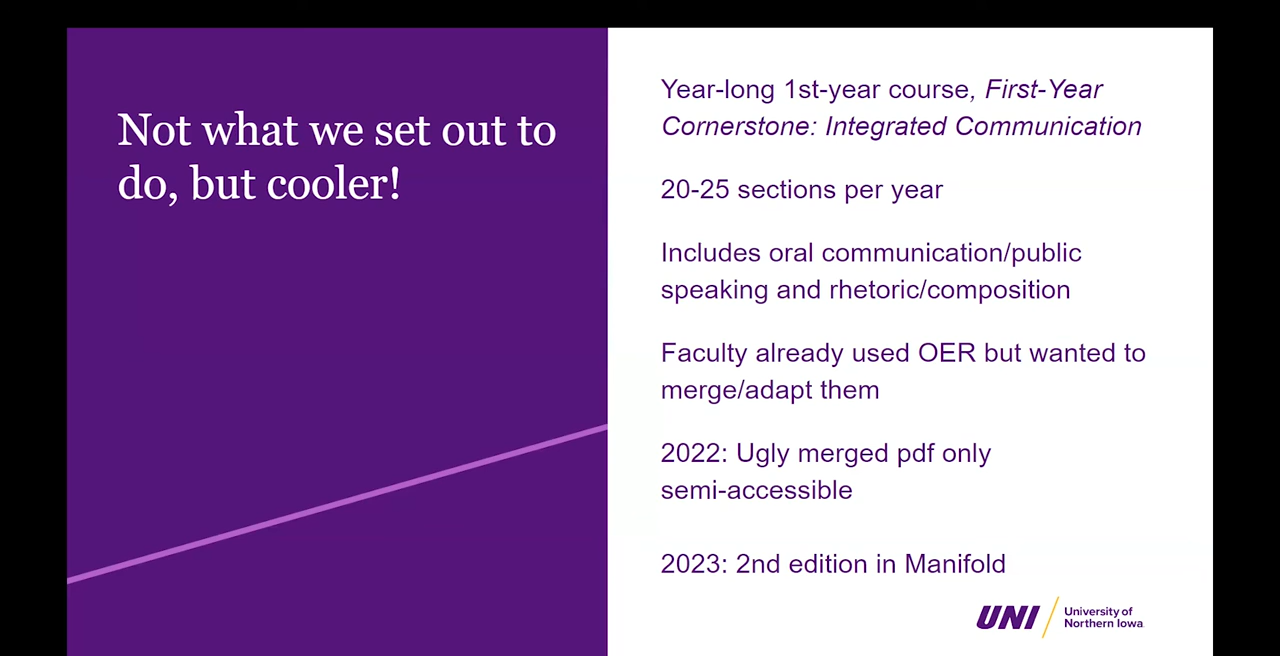 Not what we set out to
do, but cooler!
Year-long 1st-year course, First-Year
Cornerstone: Integrated Communication
20-25 sections per year
Includes oral communication/public
speaking and rhetoric/composition
Faculty already used OER but wanted to
merge/adapt them
2022: Ugly merged pdf only
semi-accessible
2023: 2nd edition in Manifold
UNI
University of
Northern Iowa